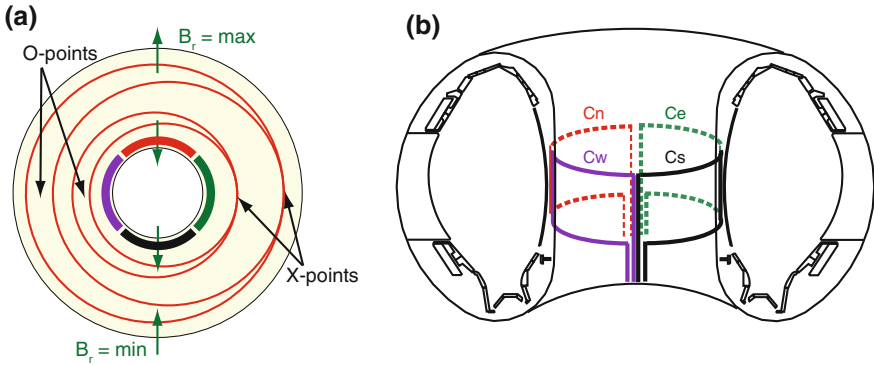 (a)
O-points
B_r = max
X-points
B_r = min
(b)
Cn Ce
Cw Cs